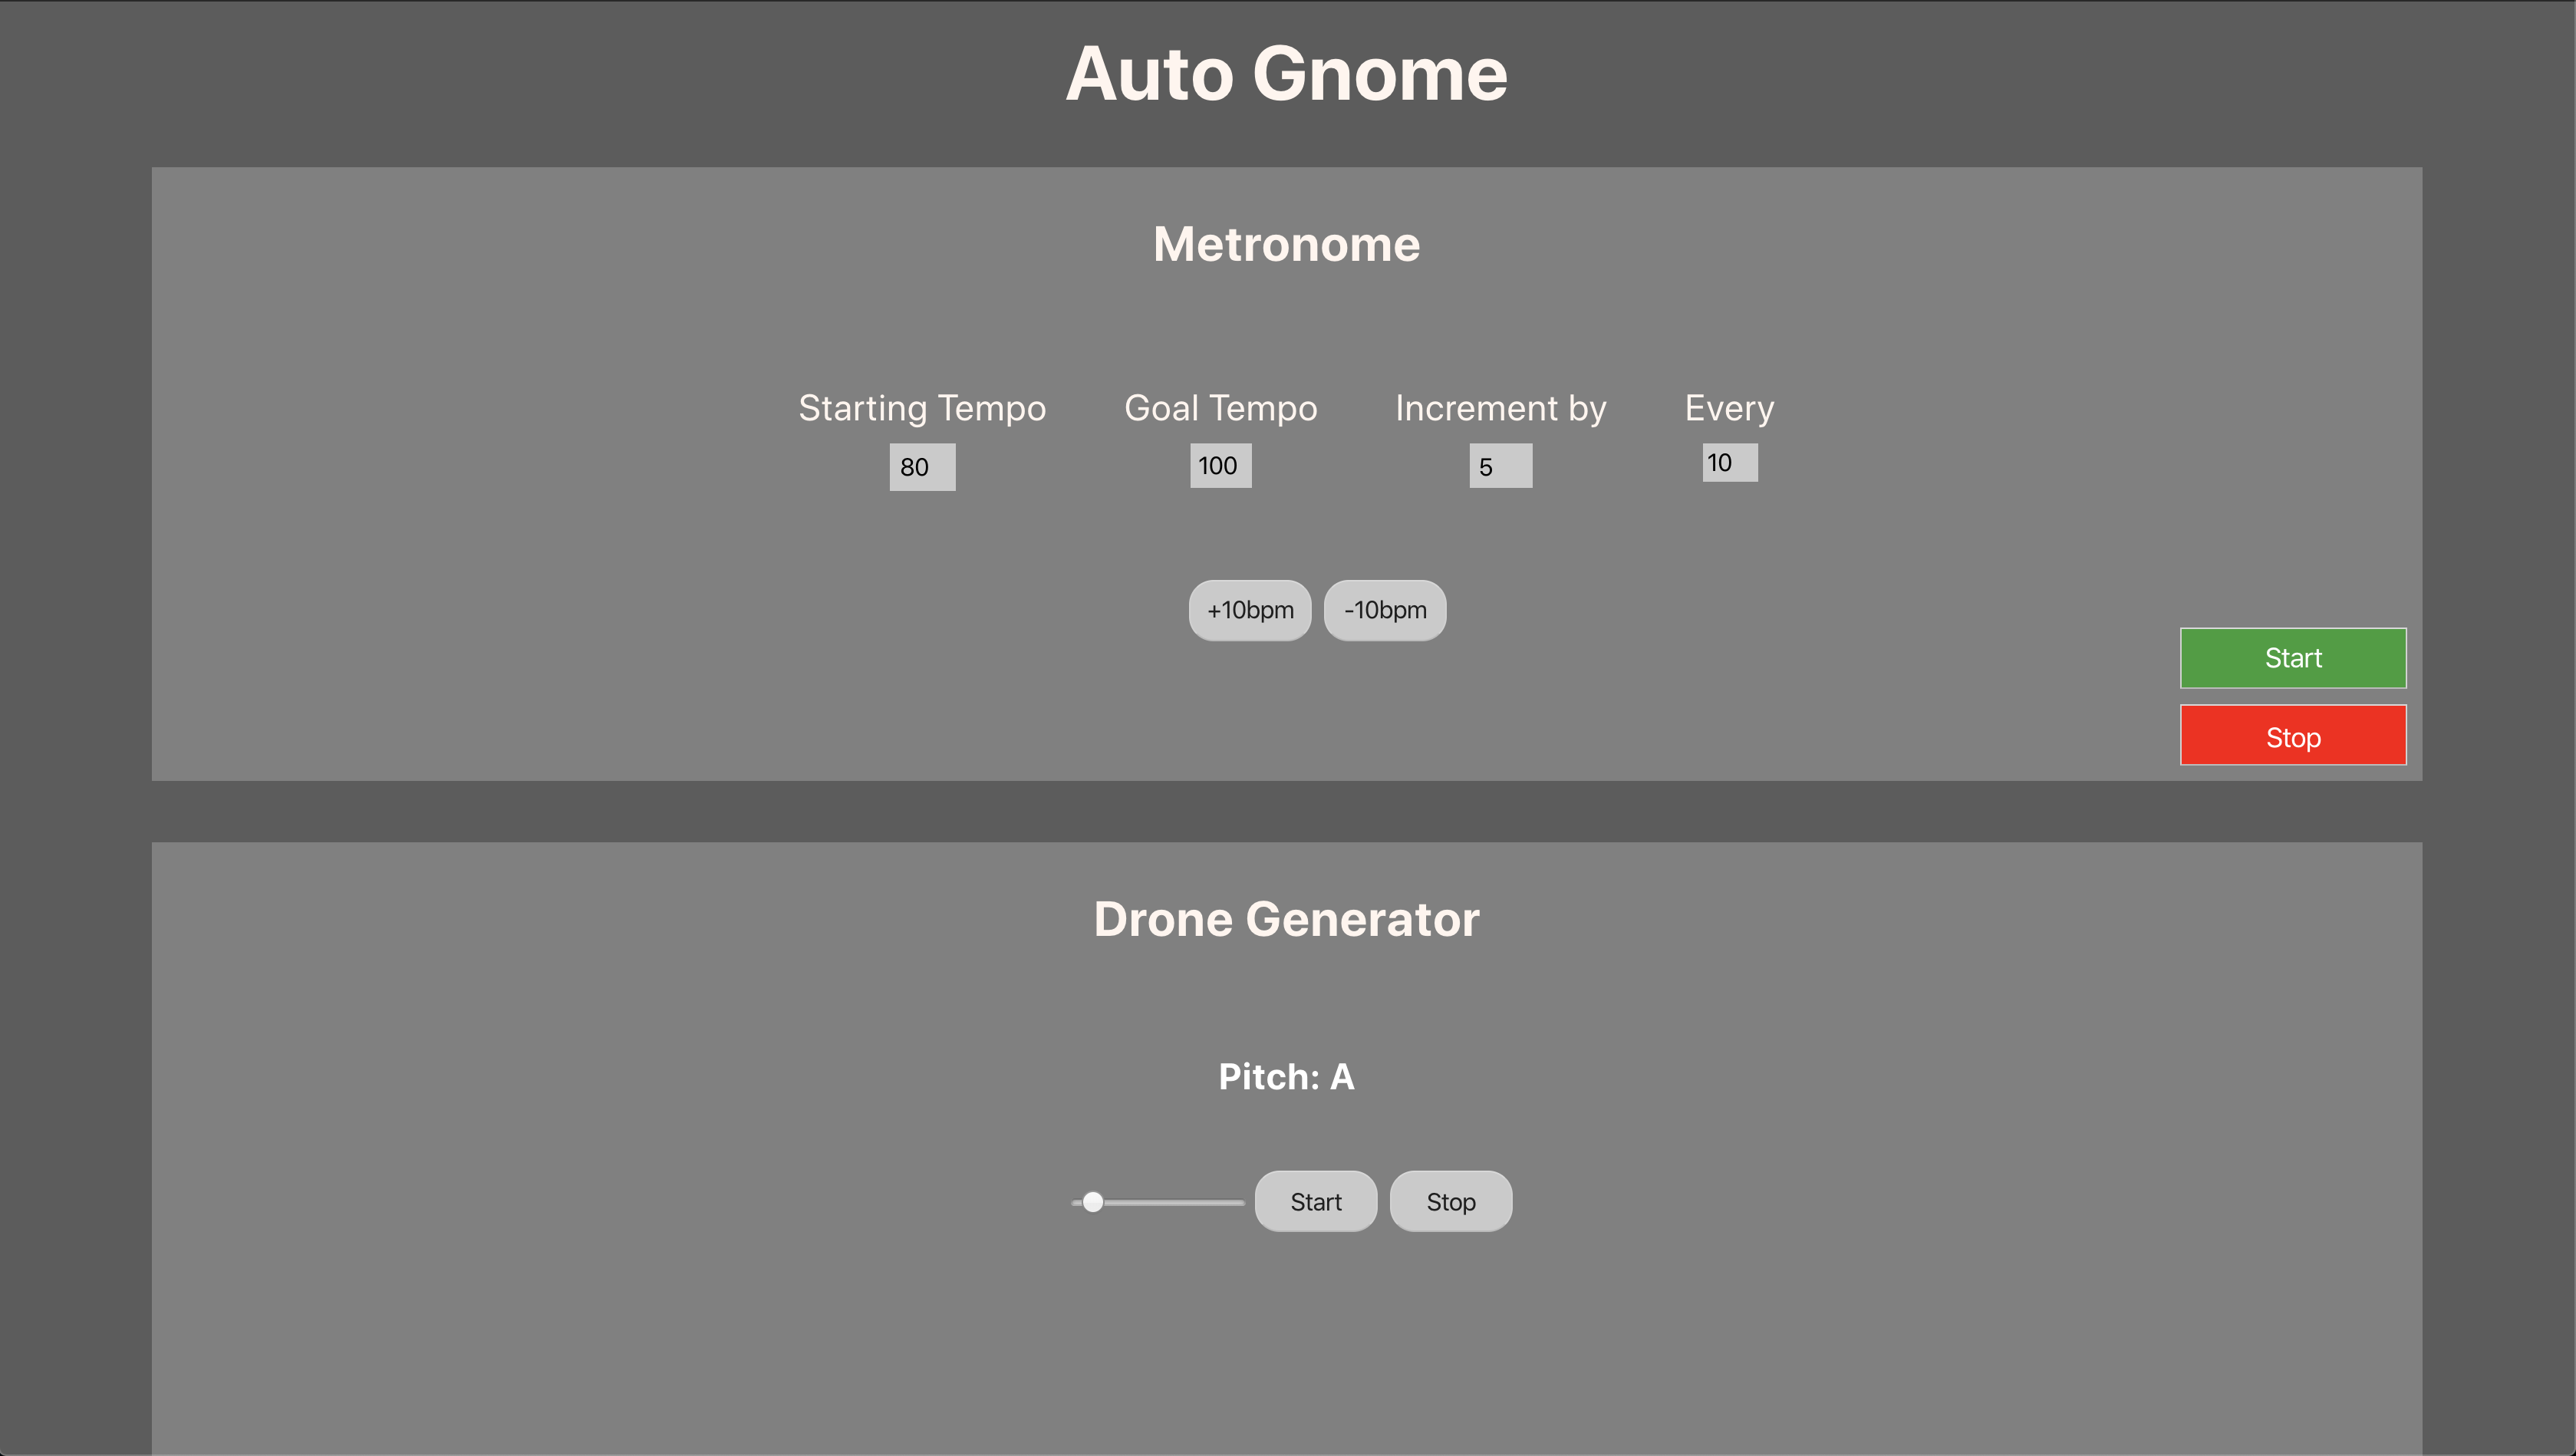 Auto Gnome
Metronome
Starting Tempo Goal Tempo Increment by Every
80 100 5 10
+10bpm -10bpm
Start
Stop
Drone Generator
Pitch: A
Start Stop